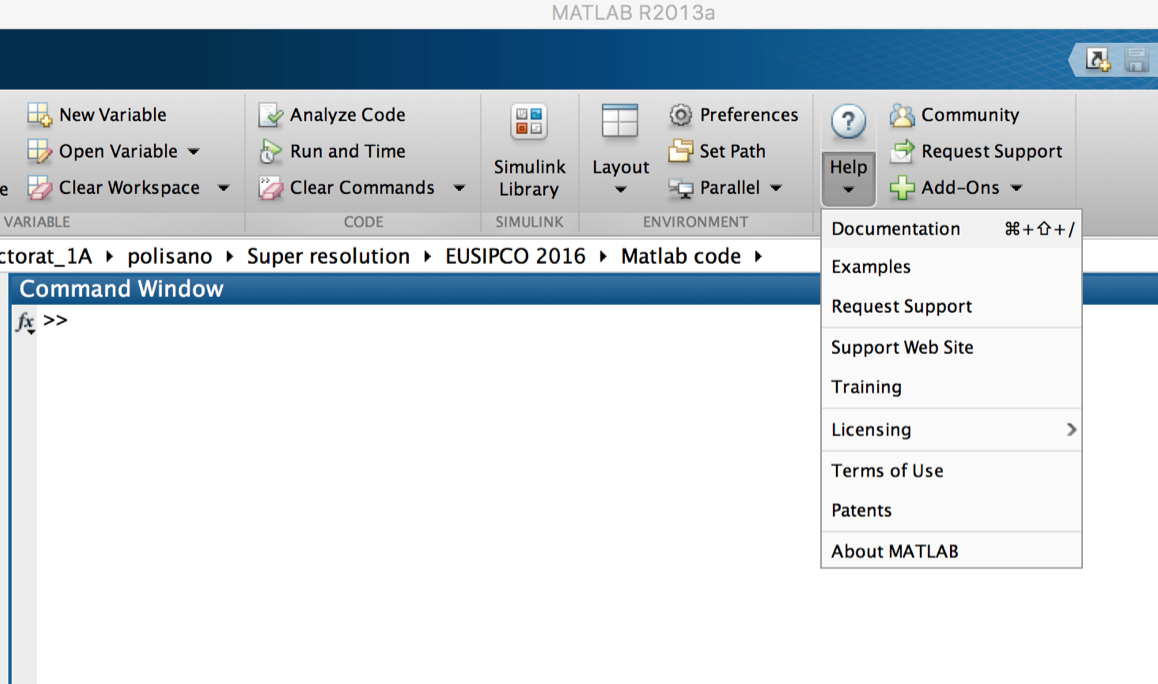 MATLAB R2013a
New Variable
Analyze Code
Preferences
Community
Open Variable
Run and Time
Set Path
Request Support
Simulink
Library
Layout
Help
e
Clear Workspace
Clear Commands
Parallel
Add-Ons
VARIABLE
CODE
SIMULINK
ENVIRONMENT
ctorat_1A ▸ polisano ▸ Super resolution ▸ EUSIPCO 2016 ▸ Matlab code ▸
Command Window
fx >>
Documentation ⌘+⇧+/
Examples
Request Support
Support Web Site
Training
Licensing
Terms of Use
Patents
About MATLAB